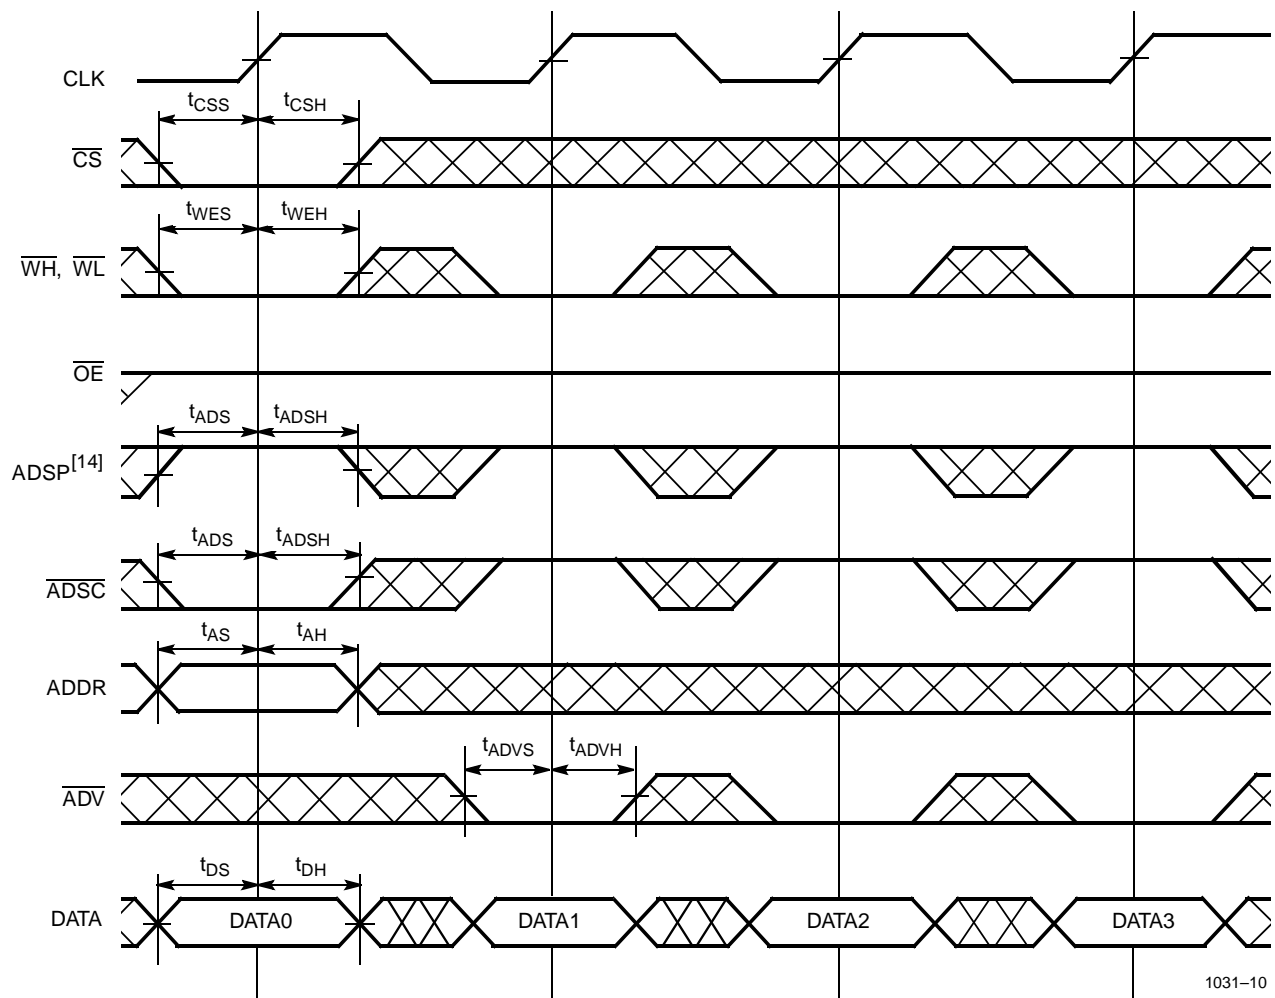 CLK
tCSS tCSH
CS
tWES tWEH
WH, WL
OE
tADS tADSH
ADSP[14]
tADS tADSH
ADSC
tAS tAH
ADDR
tADVS tADVH
ADV
tDS tDH
DATA DATA0 DATA1 DATA2 DATA3
1031–10